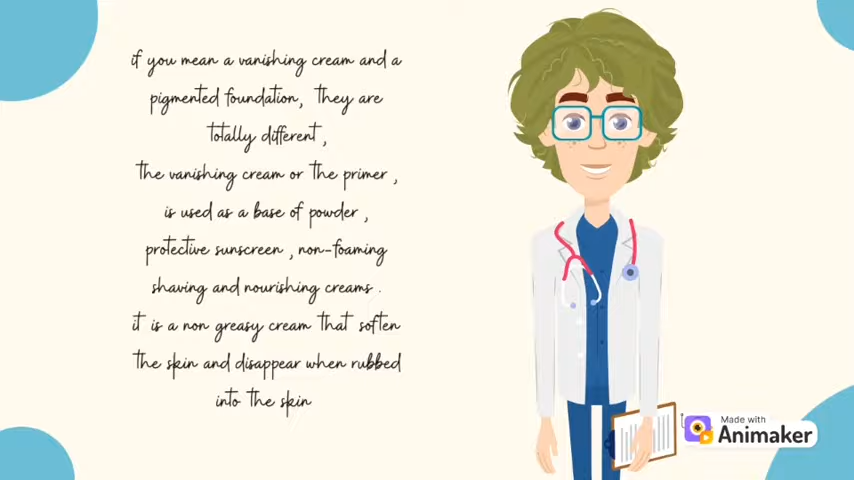 if you mean a vanishing cream and a
pigmented foundation, They are
totally different,
the vanishing cream or the primer,
is used as a base of powder,
protective sunscreen, non-foaming
shaving and nourishing creams.
it is a non greasy cream that soften
the skin and disappear when rubbed
into the skin
Made with
Animaker